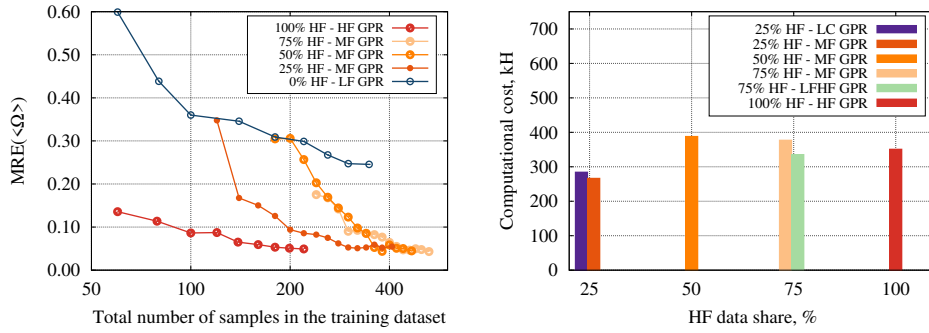 0.60
0.50
0.40
0.30
0.20
0.10
0.00
MRE(<Ω>)
100% HF - HF GPR
75% HF - MF GPR
50% HF - MF GPR
25% HF - MF GPR
0% HF - LF GPR
50 100 200 400
Total number of samples in the training dataset
700
600
500
400
300
200
100
0
Computational cost, kH
25% HF - LC GPR
25% HF - MF GPR
50% HF - MF GPR
75% HF - MF GPR
75% HF - LFHF GPR
100% HF - HF GPR
25 50 75 100
HF data share, %